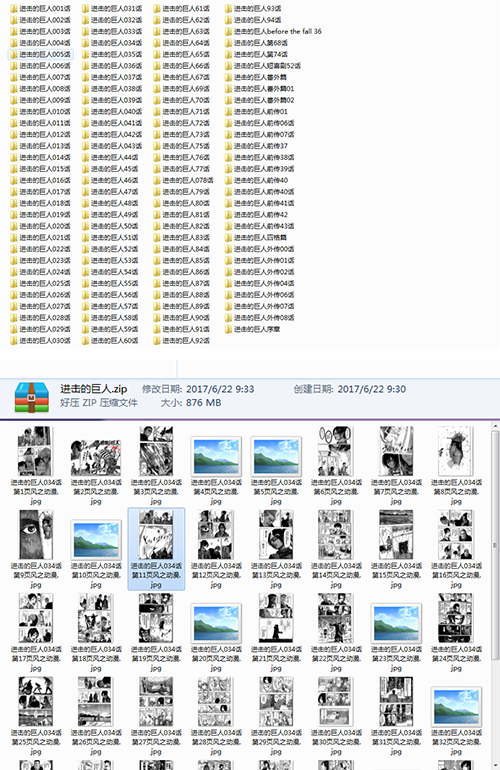 进击的巨人001话
进击的巨人002话
进击的巨人003话
进击的巨人004话
进击的巨人005话
进击的巨人006话
进击的巨人007话
进击的巨人008话
进击的巨人009话
进击的巨人010话
进击的巨人011话
进击的巨人012话
进击的巨人013话
进击的巨人014话
进击的巨人015话
进击的巨人016话
进击的巨人017话
进击的巨人018话
进击的巨人019话
进击的巨人020话
进击的巨人021话
进击的巨人022话
进击的巨人023话
进击的巨人024话
进击的巨人025话
进击的巨人026话
进击的巨人027话
进击的巨人028话
进击的巨人029话
进击的巨人030话
进击的巨人031话
进击的巨人032话
进击的巨人033话
进击的巨人034话
进击的巨人035话
进击的巨人036话
进击的巨人037话
进击的巨人038话
进击的巨人039话
进击的巨人040话
进击的巨人041话
进击的巨人042话
进击的巨人043话
进击的巨人44话
进击的巨人45话
进击的巨人46话
进击的巨人47话
进击的巨人48话
进击的巨人49话
进击的巨人50话
进击的巨人51话
进击的巨人52话
进击的巨人53话
进击的巨人54话
进击的巨人55话
进击的巨人56话
进击的巨人57话
进击的巨人58话
进击的巨人59话
进击的巨人60话
进击的巨人61话
进击的巨人62话
进击的巨人63话
进击的巨人64话
进击的巨人65话
进击的巨人66话
进击的巨人67话
进击的巨人69话
进击的巨人70话
进击的巨人71话
进击的巨人72话
进击的巨人73话
进击的巨人75话
进击的巨人76话
进击的巨人77话
进击的巨人078话
进击的巨人79话
进击的巨人80话
进击的巨人81话
进击的巨人82话
进击的巨人83话
进击的巨人84话
进击的巨人85话
进击的巨人86话
进击的巨人87话
进击的巨人88话
进击的巨人89话
进击的巨人90话
进击的巨人91话
进击的巨人92话
进击的巨人93话
进击的巨人94话
进击的巨人before the fall 36
进击的巨人第68话
进击的巨人第74话
进击的巨人短喜剧52话
进击的巨人番外篇
进击的巨人番外篇01
进击的巨人番外篇02
进击的巨人前传01
进击的巨人前传06话
进击的巨人前传07话
进击的巨人前传37
进击的巨人前传38话
进击的巨人前传39话
进击的巨人前传40
进击的巨人前传40话
进击的巨人前传41话
进击的巨人前传42
进击的巨人前传43话
进击的巨人四格篇
进击的巨人外传00话
进击的巨人外传01话
进击的巨人外传02话
进击的巨人外传04话
进击的巨人外传06话
进击的巨人外传07话
进击的巨人外传08话
进击的巨人序章
进击的巨人.zip 修改日期: 2017/6/22 9:33 创建日期: 2017/6/22 9:30
好压 ZIP 压缩文件 大小: 876 MB
进击的巨人034话 进击的巨人034话 进击的巨人034话 进击的巨人034话 进击的巨人034话 进击的巨人034话 进击的巨人034话 进击的巨人034话
第1页风之动漫. 第2页风之动漫. 第3页风之动漫. 第4页风之动漫. 第5页风之动漫. 第6页风之动漫. 第7页风之动漫. 第8页风之动漫.
jpg jpg jpg jpg jpg jpg jpg jpg
进击的巨人034话 进击的巨人034话 进击的巨人034话 进击的巨人034话 进击的巨人034话 进击的巨人034话 进击的巨人034话 进击的巨人034话
第9页风之动漫. 第10页风之动漫. 第11页风之动漫. 第12页风之动漫. 第13页风之动漫. 第14页风之动漫. 第15页风之动漫. 第16页风之动漫.
jpg jpg jpg jpg jpg jpg jpg jpg
进击的巨人034话 进击的巨人034话 进击的巨人034话 进击的巨人034话 进击的巨人034话 进击的巨人034话 进击的巨人034话 进击的巨人034话
第17页风之动漫. 第18页风之动漫. 第19页风之动漫. 第20页风之动漫. 第21页风之动漫. 第22页风之动漫. 第23页风之动漫. 第24页风之动漫.
jpg jpg jpg jpg jpg jpg jpg jpg
进击的巨人034话 进击的巨人034话 进击的巨人034话 进击的巨人034话 进击的巨人034话 进击的巨人034话 进击的巨人034话 进击的巨人034话
第25页风之动漫. 第26页风之动漫. 第27页风之动漫. 第28页风之动漫. 第29页风之动漫. 第30页风之动漫. 第31页风之动漫. 第32页风之动漫.
jpg jpg jpg jpg jpg jpg jpg jpg